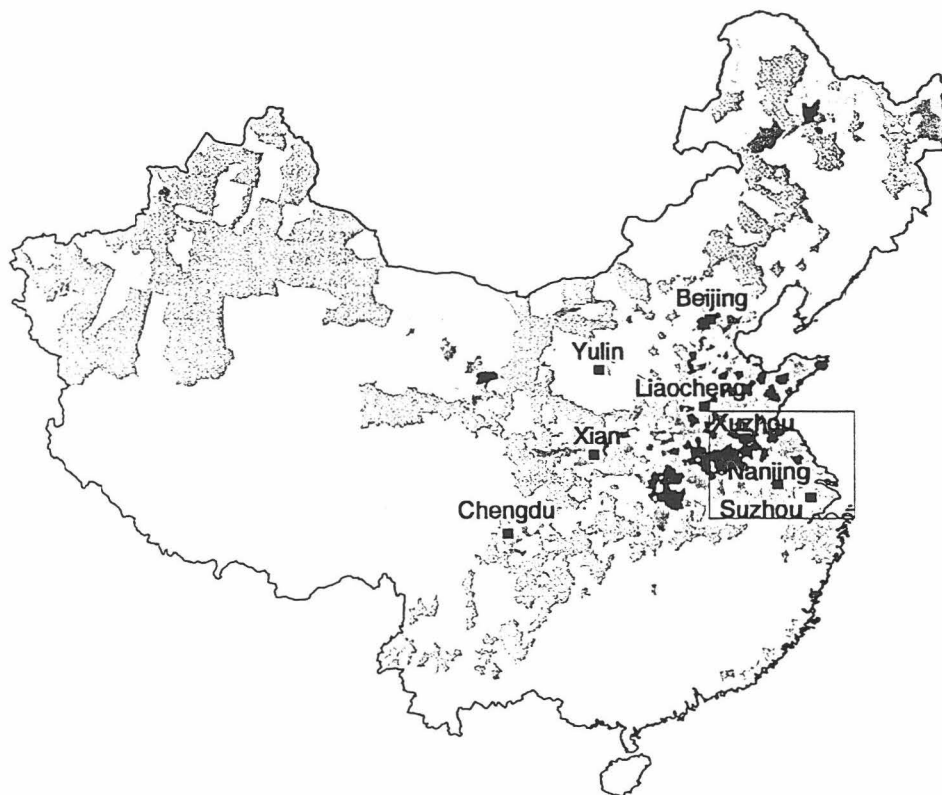 Beijing
Yulin
Liaocheng
Xuzhou
Xian
Nanjing
Chengdu
Suzhou